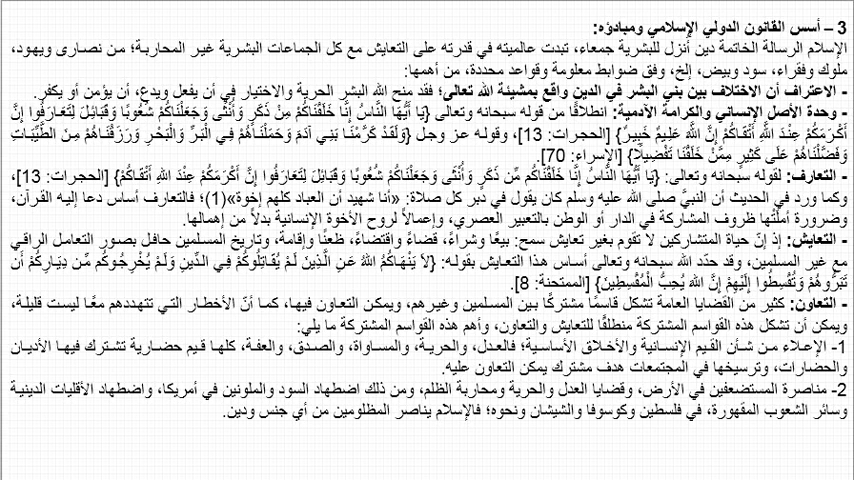 3 – أسس القانون الدولي الإسلامي ومبادؤه:
الإسلام الرسالة الخاتمة دين أنزل للبشرية جمعاء، تبدت عالميته في قدرته على التعايش مع كل الجماعات البشرية غير المحاربة؛ من نصارى ويهود،
ملوك وفقراء، سود وبيض، إلخ، وفق ضوابط معلومة وقواعد محددة، من أهمها:
- الاعتراف أن الاختلاف بين بني البشر في الدين واقع بمشيئة الله تعالى؛ فقد منح الله البشر الحرية والاختيار في أن يفعل ويدع، أن يؤمن أو يكفر.
- وحدة الأصل الإنساني والكرامة الآدمية: انطلاقًا من قوله سبحانه وتعالى {يَا أَيُّهَا النَّاسُ إِنَّا خَلَقْنَاكُمْ مِنْ ذَكَرٍ وَأُنْثَى وَجَعَلْنَاكُمْ شُعُوبًا وَقَبَائِلَ لِتَعَارَفُوا إِنَّ
أَكْرَمَكُمْ عِنْدَ اللَّهِ أَتْقَاكُمْ إِنَّ اللَّهَ عَلِيمٌ خَبِيرٌ} [الحجرات: 13]، وقوله عز وجل {وَلَقَدْ كَرَّمْنَا بَنِي آدَمَ وَحَمَلْنَاهُمْ فِي الْبَرِّ وَالْبَحْرِ وَرَزَقْنَاهُمْ مِنَ الطَّيِّبَاتِ
وَفَضَّلْنَاهُمْ عَلَى كَثِيرٍ مِمَّنْ خَلَقْنَا تَفْضِيلًا} [الإسراء: 70].
- التعارف: لقوله سبحانه وتعالى: {يَا أَيُّهَا النَّاسُ إِنَّا خَلَقْنَاكُم مِّن ذَكَرٍ وَأُنثَى وَجَعَلْنَاكُمْ شُعُوبًا وَقَبَائِلَ لِتَعَارَفُوا إِنَّ أَكْرَمَكُمْ عِندَ اللهِ أَتْقَاكُمْ} [الحجرات: 13]،
وكما ورد في الحديث أن النبيَّ صلى الله عليه وسلم كان يقول في دبر كل صلاة: «أنا شهيد أن العباد كلهم إخوة»(1)؛ فالتعارف أساس دعا إليه القرآن،
وضرورة أملتها ظروف المشاركة في الدار أو الوطن بالتعبير العصري، وإعمالاً لروح الأخوة الإنسانية بدلاً من إهمالها.
- التعايش: إذ إنّ حياة المتشاركين لا تقوم بغير تعايش سمح: بيعًا وشراءً، قضاءً واقتضاءً، ظعنًا وإقامة، وتاريخ المسلمين حافل بصور التعامل الراقي
مع غير المسلمين، وقد حدّد الله سبحانه وتعالى أساس هذا التعايش بقوله: {لَا يَنْهَاكُمُ اللهُ عَنِ الَّذِينَ لَمْ يُقَاتِلُوكُمْ فِي الدِّينِ وَلَمْ يُخْرِجُوكُم مِّن دِيَارِكُمْ أَن
تَبَرُّوهُمْ وَتُقْسِطُوا إِلَيْهِمْ إِنَّ اللهَ يُحِبُّ الْمُقْسِطِينَ} [الممتحنة: 8].
- التعاون: كثير من القضايا العامة تشكل قاسمًا مشتركًا بين المسلمين وغيرهم، ويمكن التعاون فيها، كما أنّ الأخطار التي تتهددهم معًا ليست قليلة،
ويمكن أن تشكل هذه القواسم المشتركة منطلقًا للتعايش والتعاون، وأهم هذه القواسم المشتركة ما يلي:
1- الإعلاء من شأن القيم الإنسانية والأخلاق الأساسية؛ فالعدل، والحرية، والمساواة، والصدق، والعفة، كلها قيم حضارية تشترك فيها الأديان
والحضارات، وترسيخها في المجتمعات هدف مشترك يمكن التعاون عليه.
2- مناصرة المستضعفين في الأرض، وقضايا العدل والحرية ومحاربة الظلم، ومن ذلك اضطهاد السود والملونين في أمريكا، واضطهاد الأقليات الدينية
وسائر الشعوب المقهورة، في فلسطين وكوسوفا والشيشان ونحوه؛ فالإسلام يناصر المظلومين من أي جنس ودين.